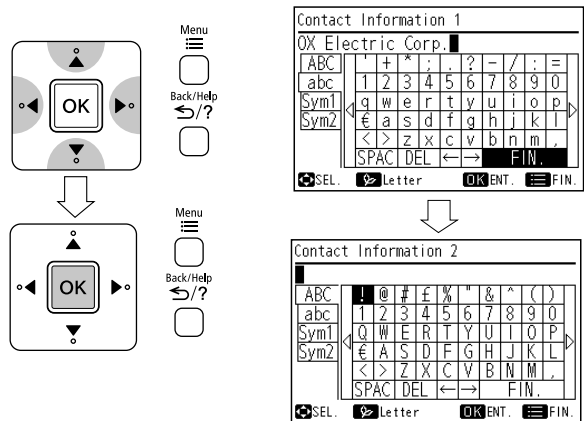 Menu
OK
Back/Help
/?
Menu
OK
Back/Help
/?
Contact Information 1
OX Electric Corp.
ABC ' + * ; . ? - / : =
abc 1 2 3 4 5 6 7 8 9 0
Sym1 q w e r t y u i o p
Sym2 € a s d f g h j k l
< > z x c v b n m ,
SPAC DEL ← → FIN.
SEL. Letter OK ENT. FIN.
Contact Information 2
ABC ! @ # £ % " & ^ ( )
abc 1 2 3 4 5 6 7 8 9 0
Sym1 Q W E R T Y U I O P
Sym2 € A S D F G H J K L
< > Z X C V B N M ,
SPAC DEL ← → FIN.
SEL. Letter OK ENT. FIN.